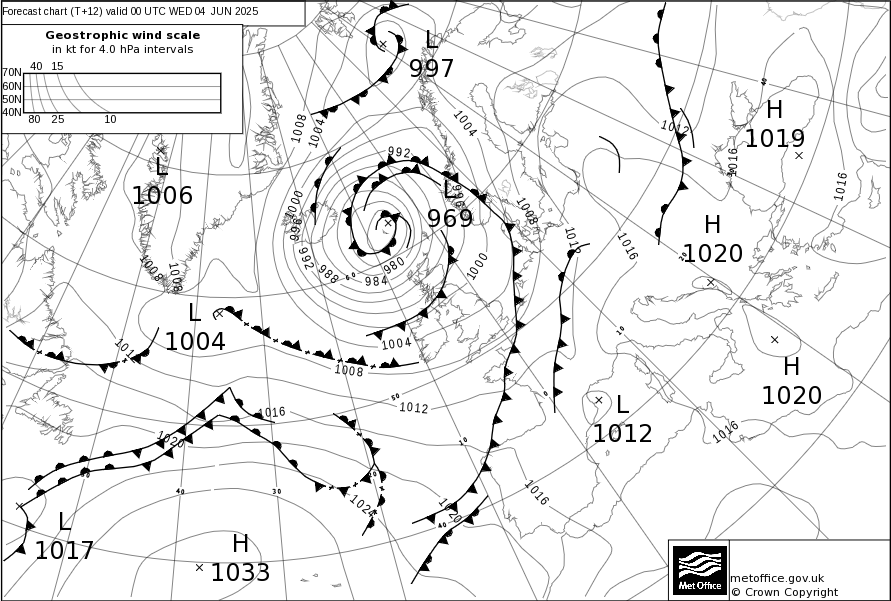 Forecast chart (T+12) valid 00 UTC WED 04 JUN 2025
Geostrophic wind scale
in kt for 4.0 hPa intervals
40 15
70N
60N
50N
40N
80 25 10
L
997
H
1019
L
1006
L
969
H
1020
L
1004
H
1020
L
1012
L
1017
H
1033
1008
1004
1004
992
1012
1016
1016
1000
996
992
988
984
980
996
1000
1008
1012
1016
1008
1008
1012
1004
1008
1012
1016
1020
1024
1020
1016
1016
40
30
50
10
0
10
20
40
60
40
Met Office
metoffice.gov.uk
© Crown Copyright